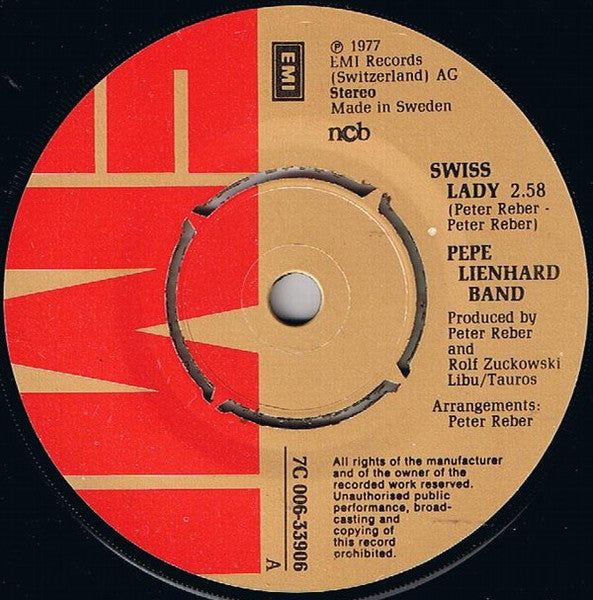 EMI
℗ 1977
EMI Records
(Switzerland) AG
Stereo
Made in Sweden
ncb
SWISS
LADY 2.58
(Peter Reber -
Peter Reber)
PEPE
LIENHARD
BAND
Produced by
Peter Reber
and
Rolf Zuckowski
Libu/Tauros
Arrangements:
Peter Reber
7C 006-33906
A
All rights of the manufacturer
and of the owner of the
recorded work reserved.
Unauthorised public
performance, broad-
casting and
copying of
this record
prohibited.